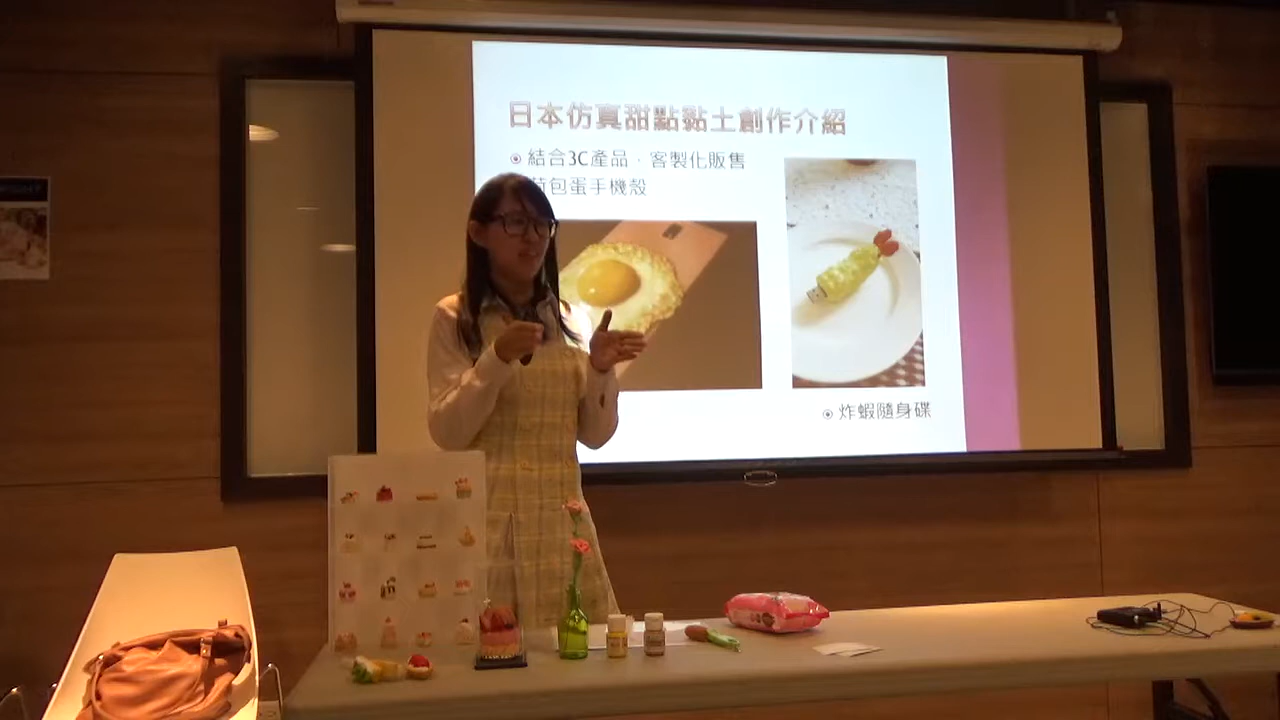 日本仿真甜點黏土創作介紹
結合3C產品，客製化販售
荷包蛋手機殼
炸蝦隨身碟